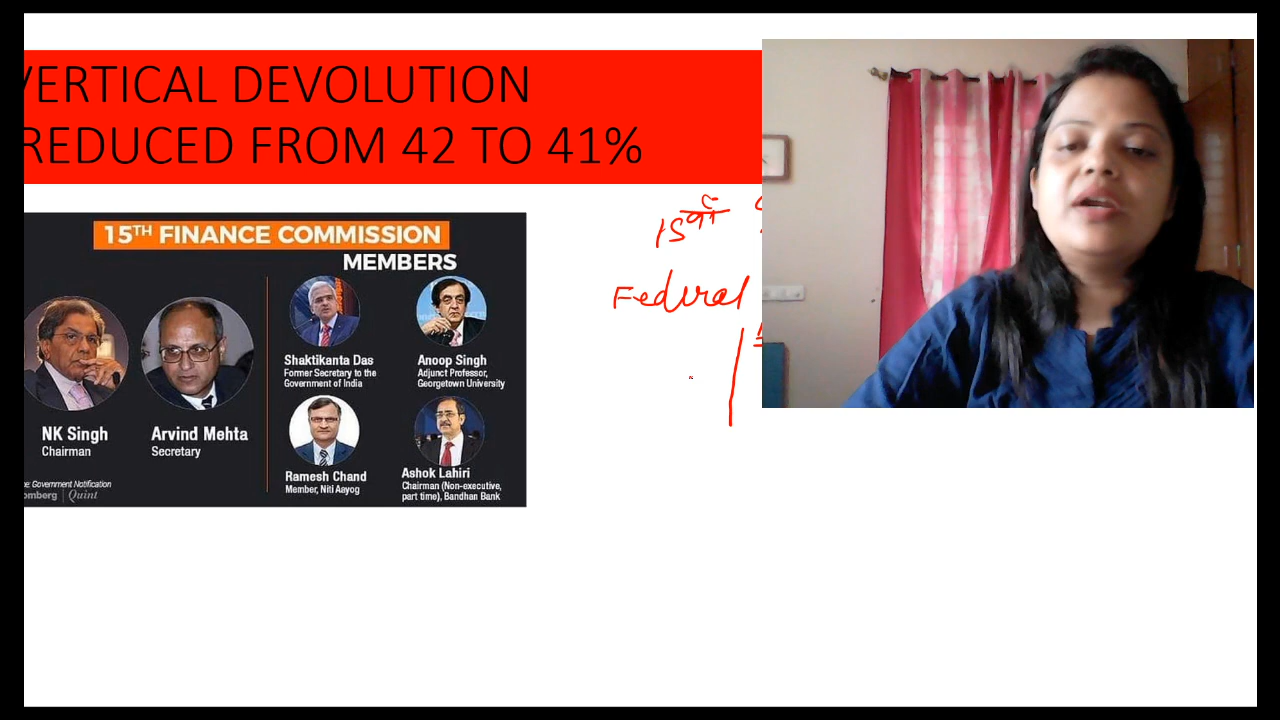 VERTICAL DEVOLUTION
REDUCED FROM 42 TO 41%
15TH FINANCE COMMISSION
MEMBERS
NK Singh
Chairman
Arvind Mehta
Secretary
Shaktikanta Das
Former Secretary to the
Government of India
Anoop Singh
Adjunct Professor,
Georgetown University
Ramesh Chand
Member, Niti Aayog
Ashok Lahiri
Chairman (Non-executive,
part time), Bandhan Bank
Government Notification
Quint
15वां
Federal